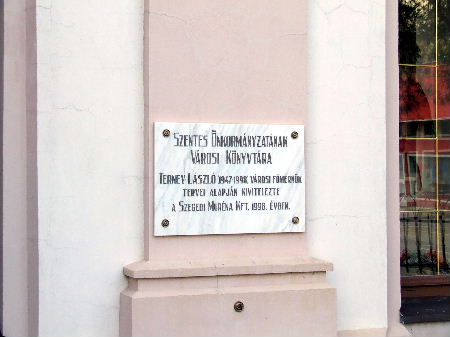 SZENTES ÖNKORMÁNYZATÁNAK
VÁROSI KÖNYVTÁRA
TERNEY LÁSZLÓ (1947-1998) VÁROSI FŐMÉRNÖK
TERVEI ALAPJÁN KIVITELEZTE
A SZEGEDI MURÉNA KFT. 1998. ÉVBEN.